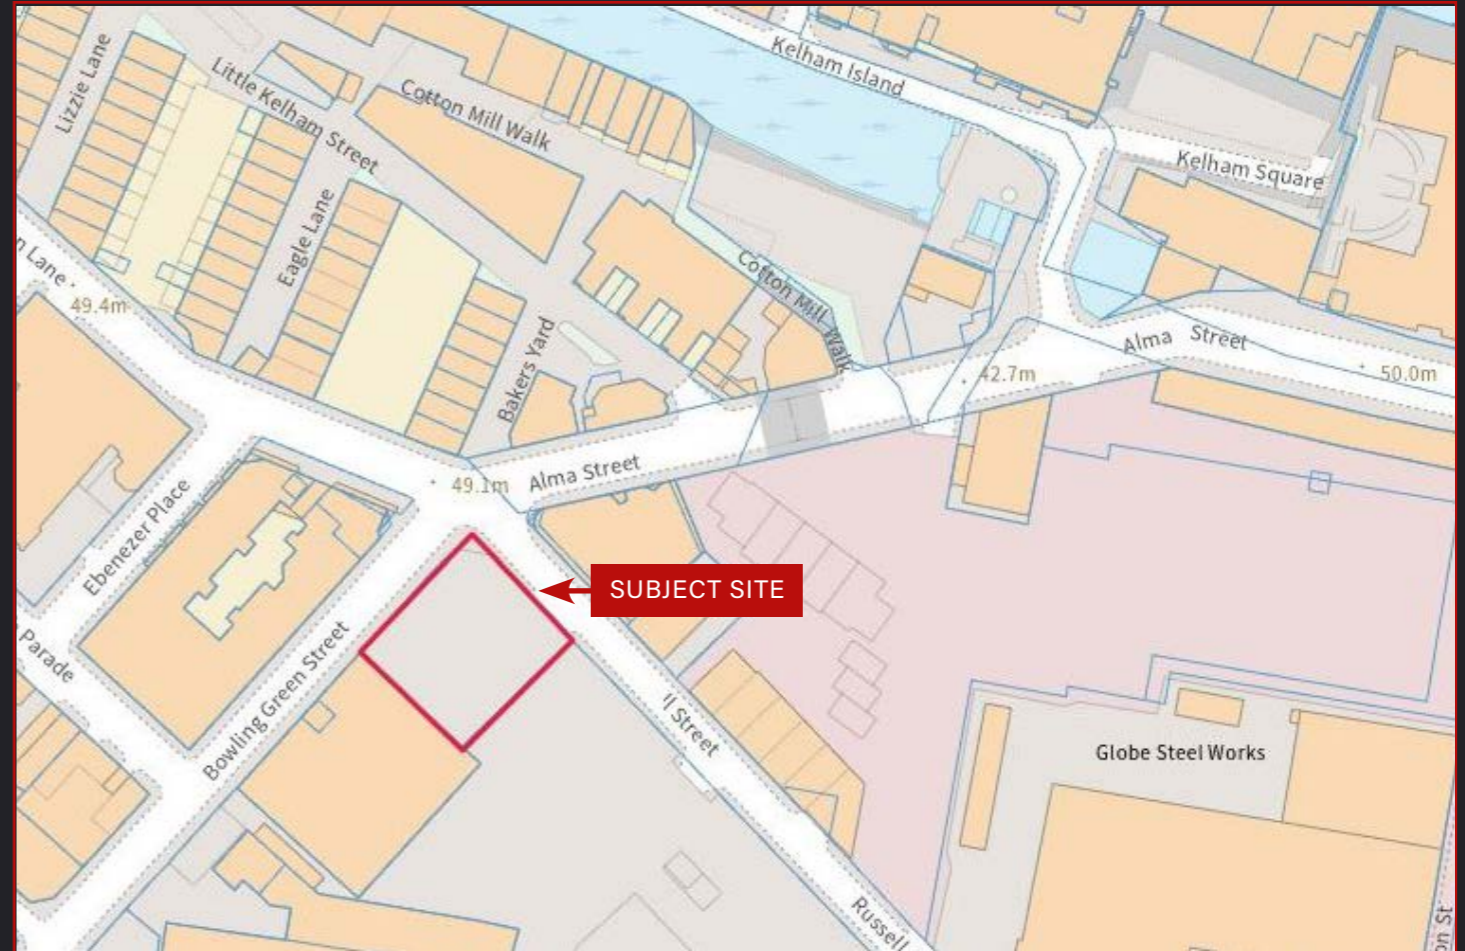 Kelham Island
Lizzie Lane
Little Kelham Street
Cotton Mill Walk
Kelham Square
Eagle Lane
n Lane
49.4m
Cotton Mill Walk
Bakers Yard
Alma Street
42.7m
50.0m
Alma Street
49.1m
Ebenezer Place
SUBJECT SITE
Parade
Bowling Green Street
ll Street
Globe Steel Works
Russell
on St